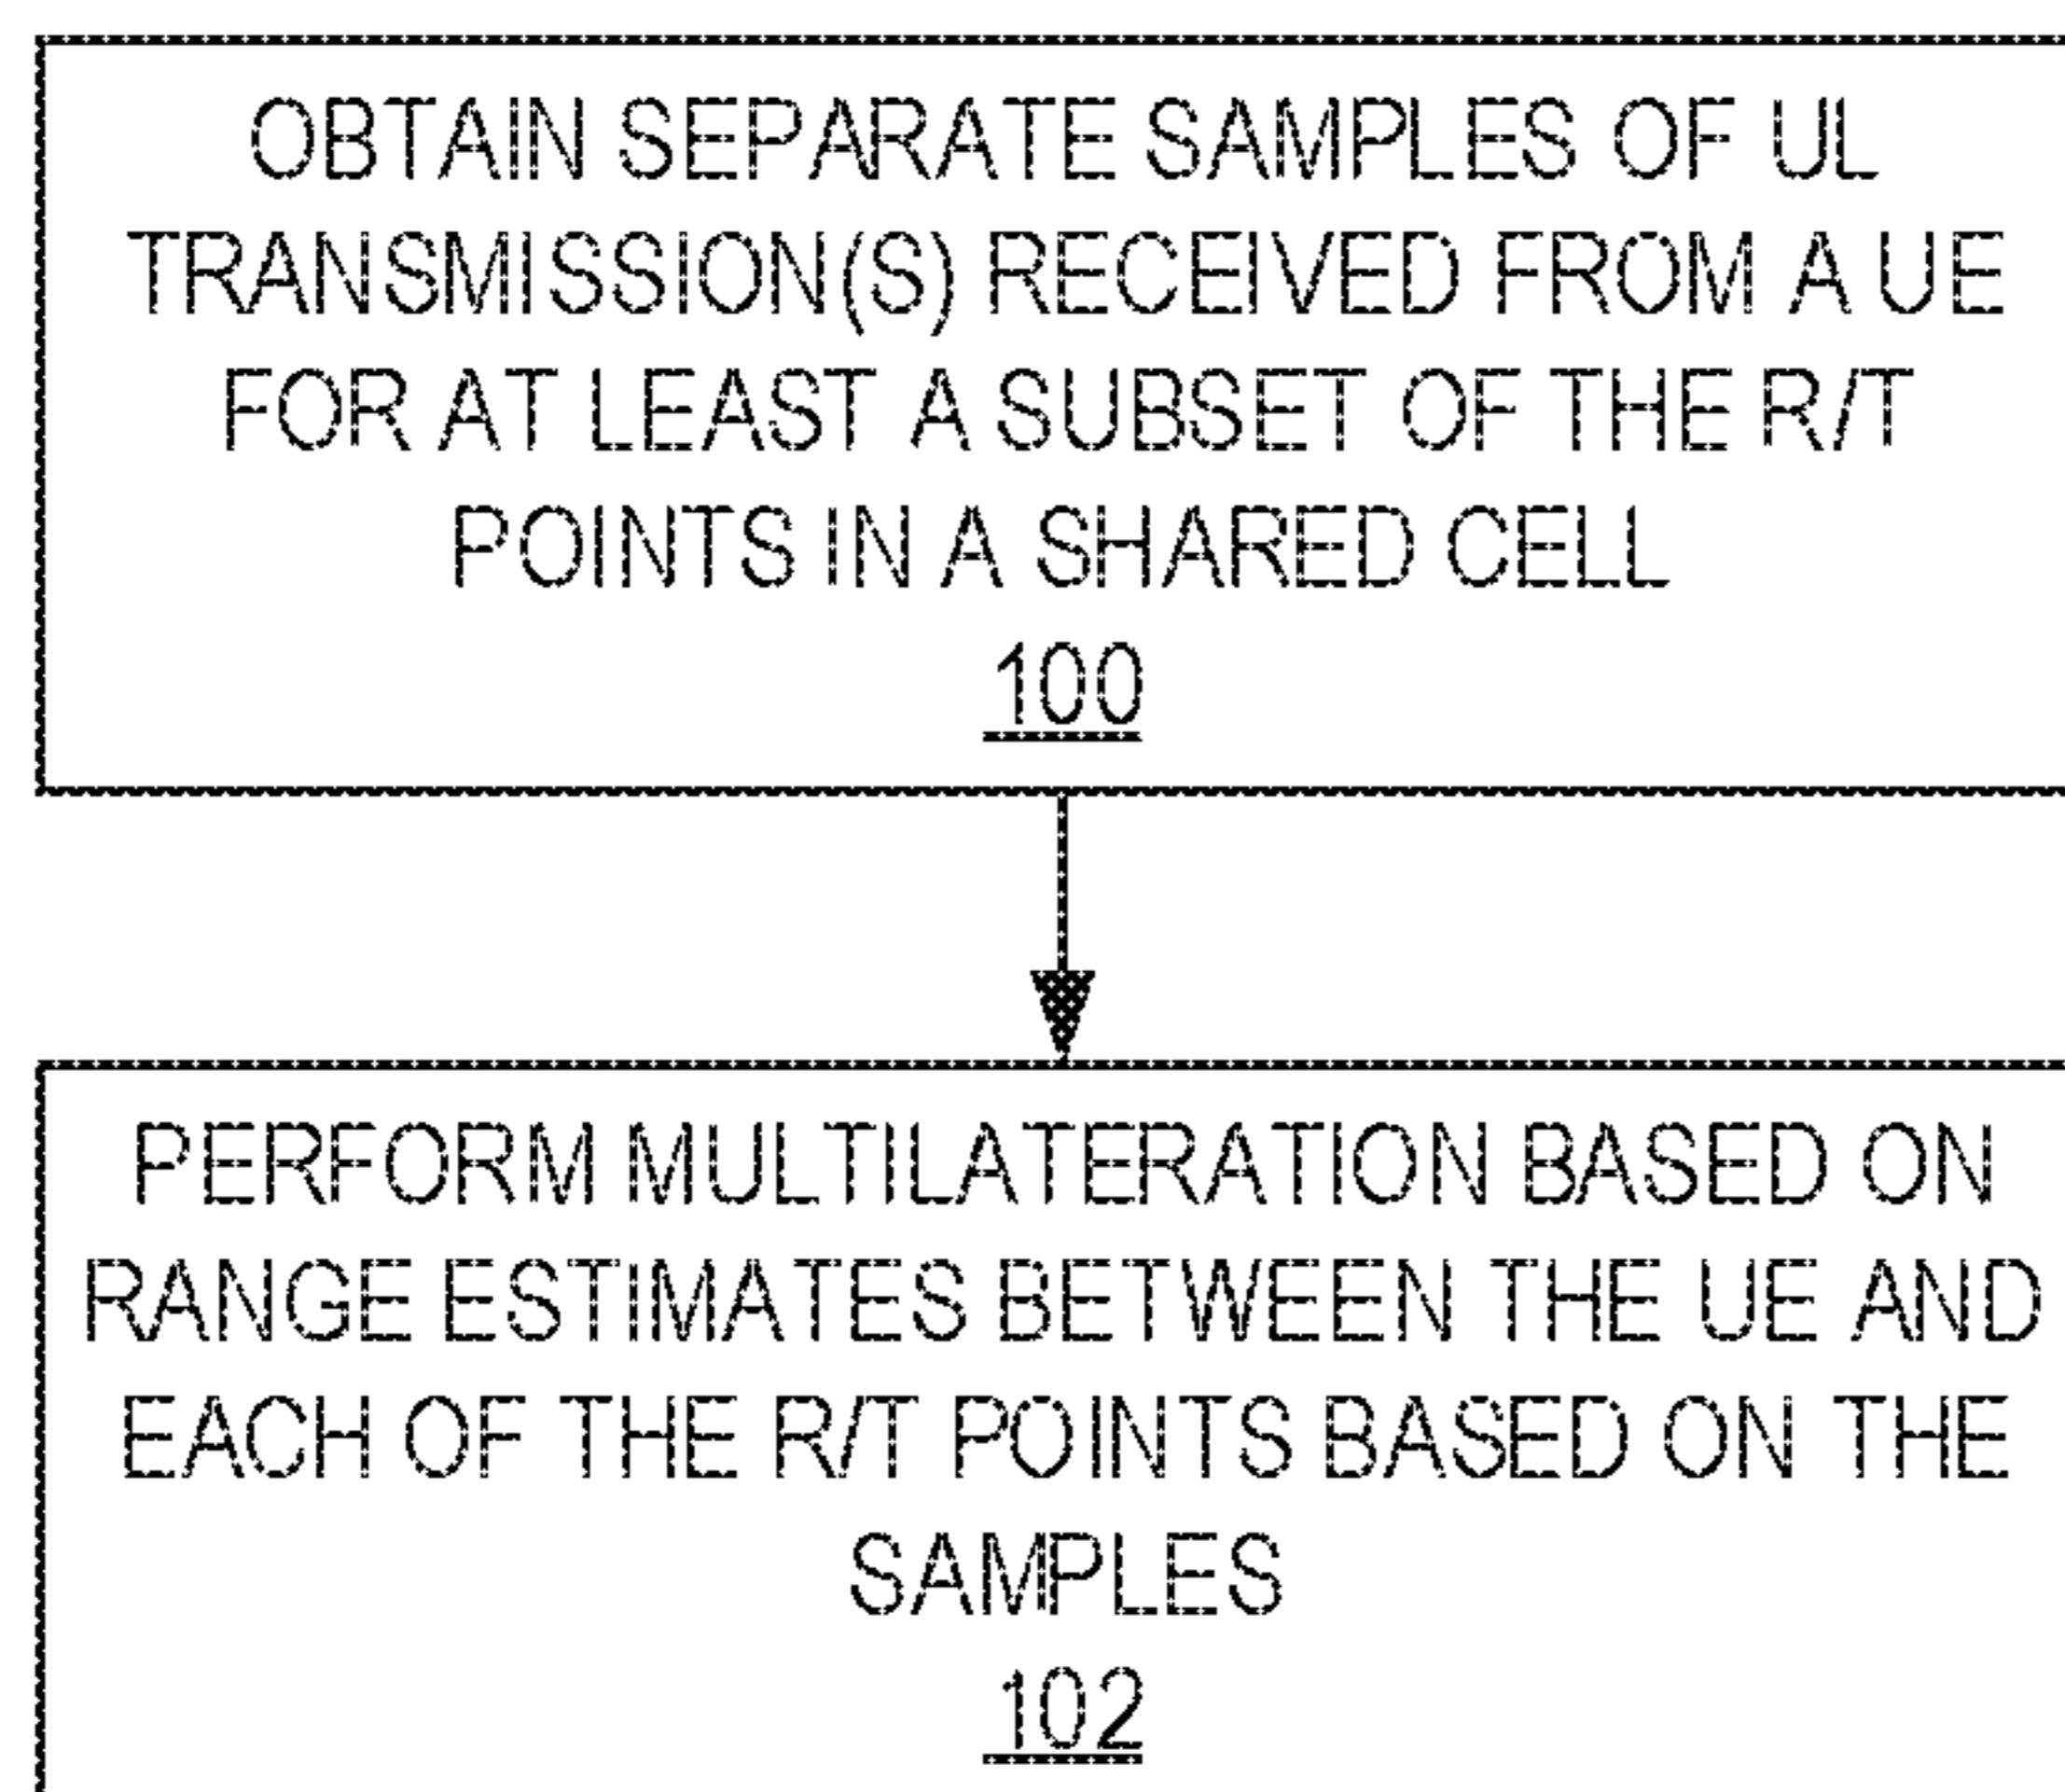 OBTAIN SEPARATE SAMPLES OF UL
TRANSMISSION(S) RECEIVED FROM A UE
FOR AT LEAST A SUBSET OF THE R/T
POINTS IN A SHARED CELL
100
PERFORM MULTILATERATION BASED ON
RANGE ESTIMATES BETWEEN THE UE AND
EACH OF THE R/T POINTS BASED ON THE
SAMPLES
102